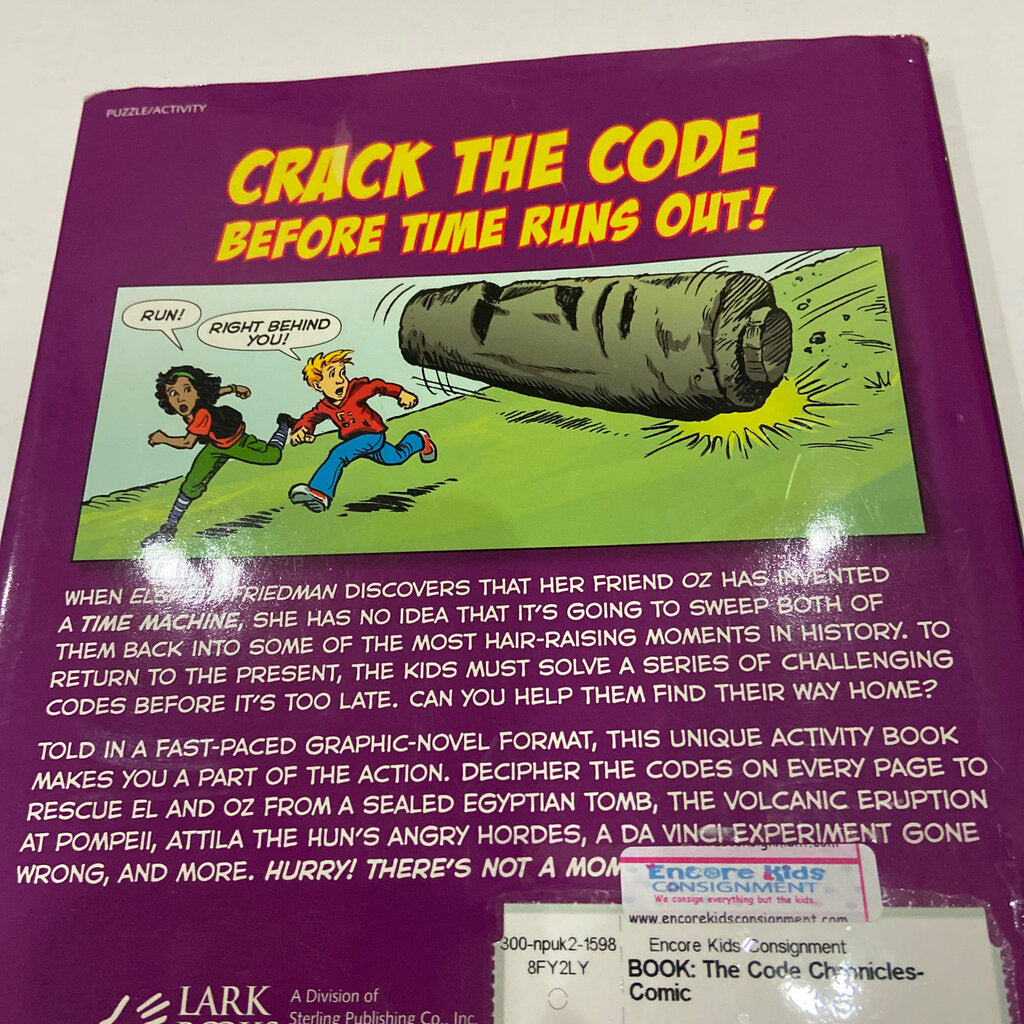 PUZZLE/ACTIVITY
CRACK THE CODE
BEFORE TIME RUNS OUT!
RUN!
RIGHT BEHIND
YOU!
WHEN FRIEDMAN DISCOVERS THAT HER FRIEND OZ HAS INVENTED
A TIME MACHINE, SHE HAS NO IDEA THAT IT'S GOING TO SWEEP BOTH OF
THEM BACK INTO SOME OF THE MOST HAIR-RAISING MOMENTS IN HISTORY. TO
RETURN TO THE PRESENT, THE KIDS MUST SOLVE A SERIES OF CHALLENGING
CODES BEFORE IT'S TOO LATE. CAN YOU HELP THEM FIND THEIR WAY HOME?
TOLD IN A FAST-PACED GRAPHIC-NOVEL FORMAT, THIS UNIQUE ACTIVITY BOOK
MAKES YOU A PART OF THE ACTION. DECIPHER THE CODES ON EVERY PAGE TO
RESCUE EL AND OZ FROM A SEALED EGYPTIAN TOMB, THE VOLCANIC ERUPTION
AT POMPEII, ATTILA THE HUN'S ANGRY HORDES, A DA VINCI EXPERIMENT GONE
WRONG, AND MORE. HURRY! THERE'S NOT A
Encore Kids
CONSIGNMENT
We consign everything but the kids.
www.encorekidsconsignment.com
300-npuk2-1598
8FY2LY
Encore Kids Consignment
BOOK: The Code Chronicles-
Comic
LARK
BOOKS
A Division of
Sterling Publishing Co., Inc.